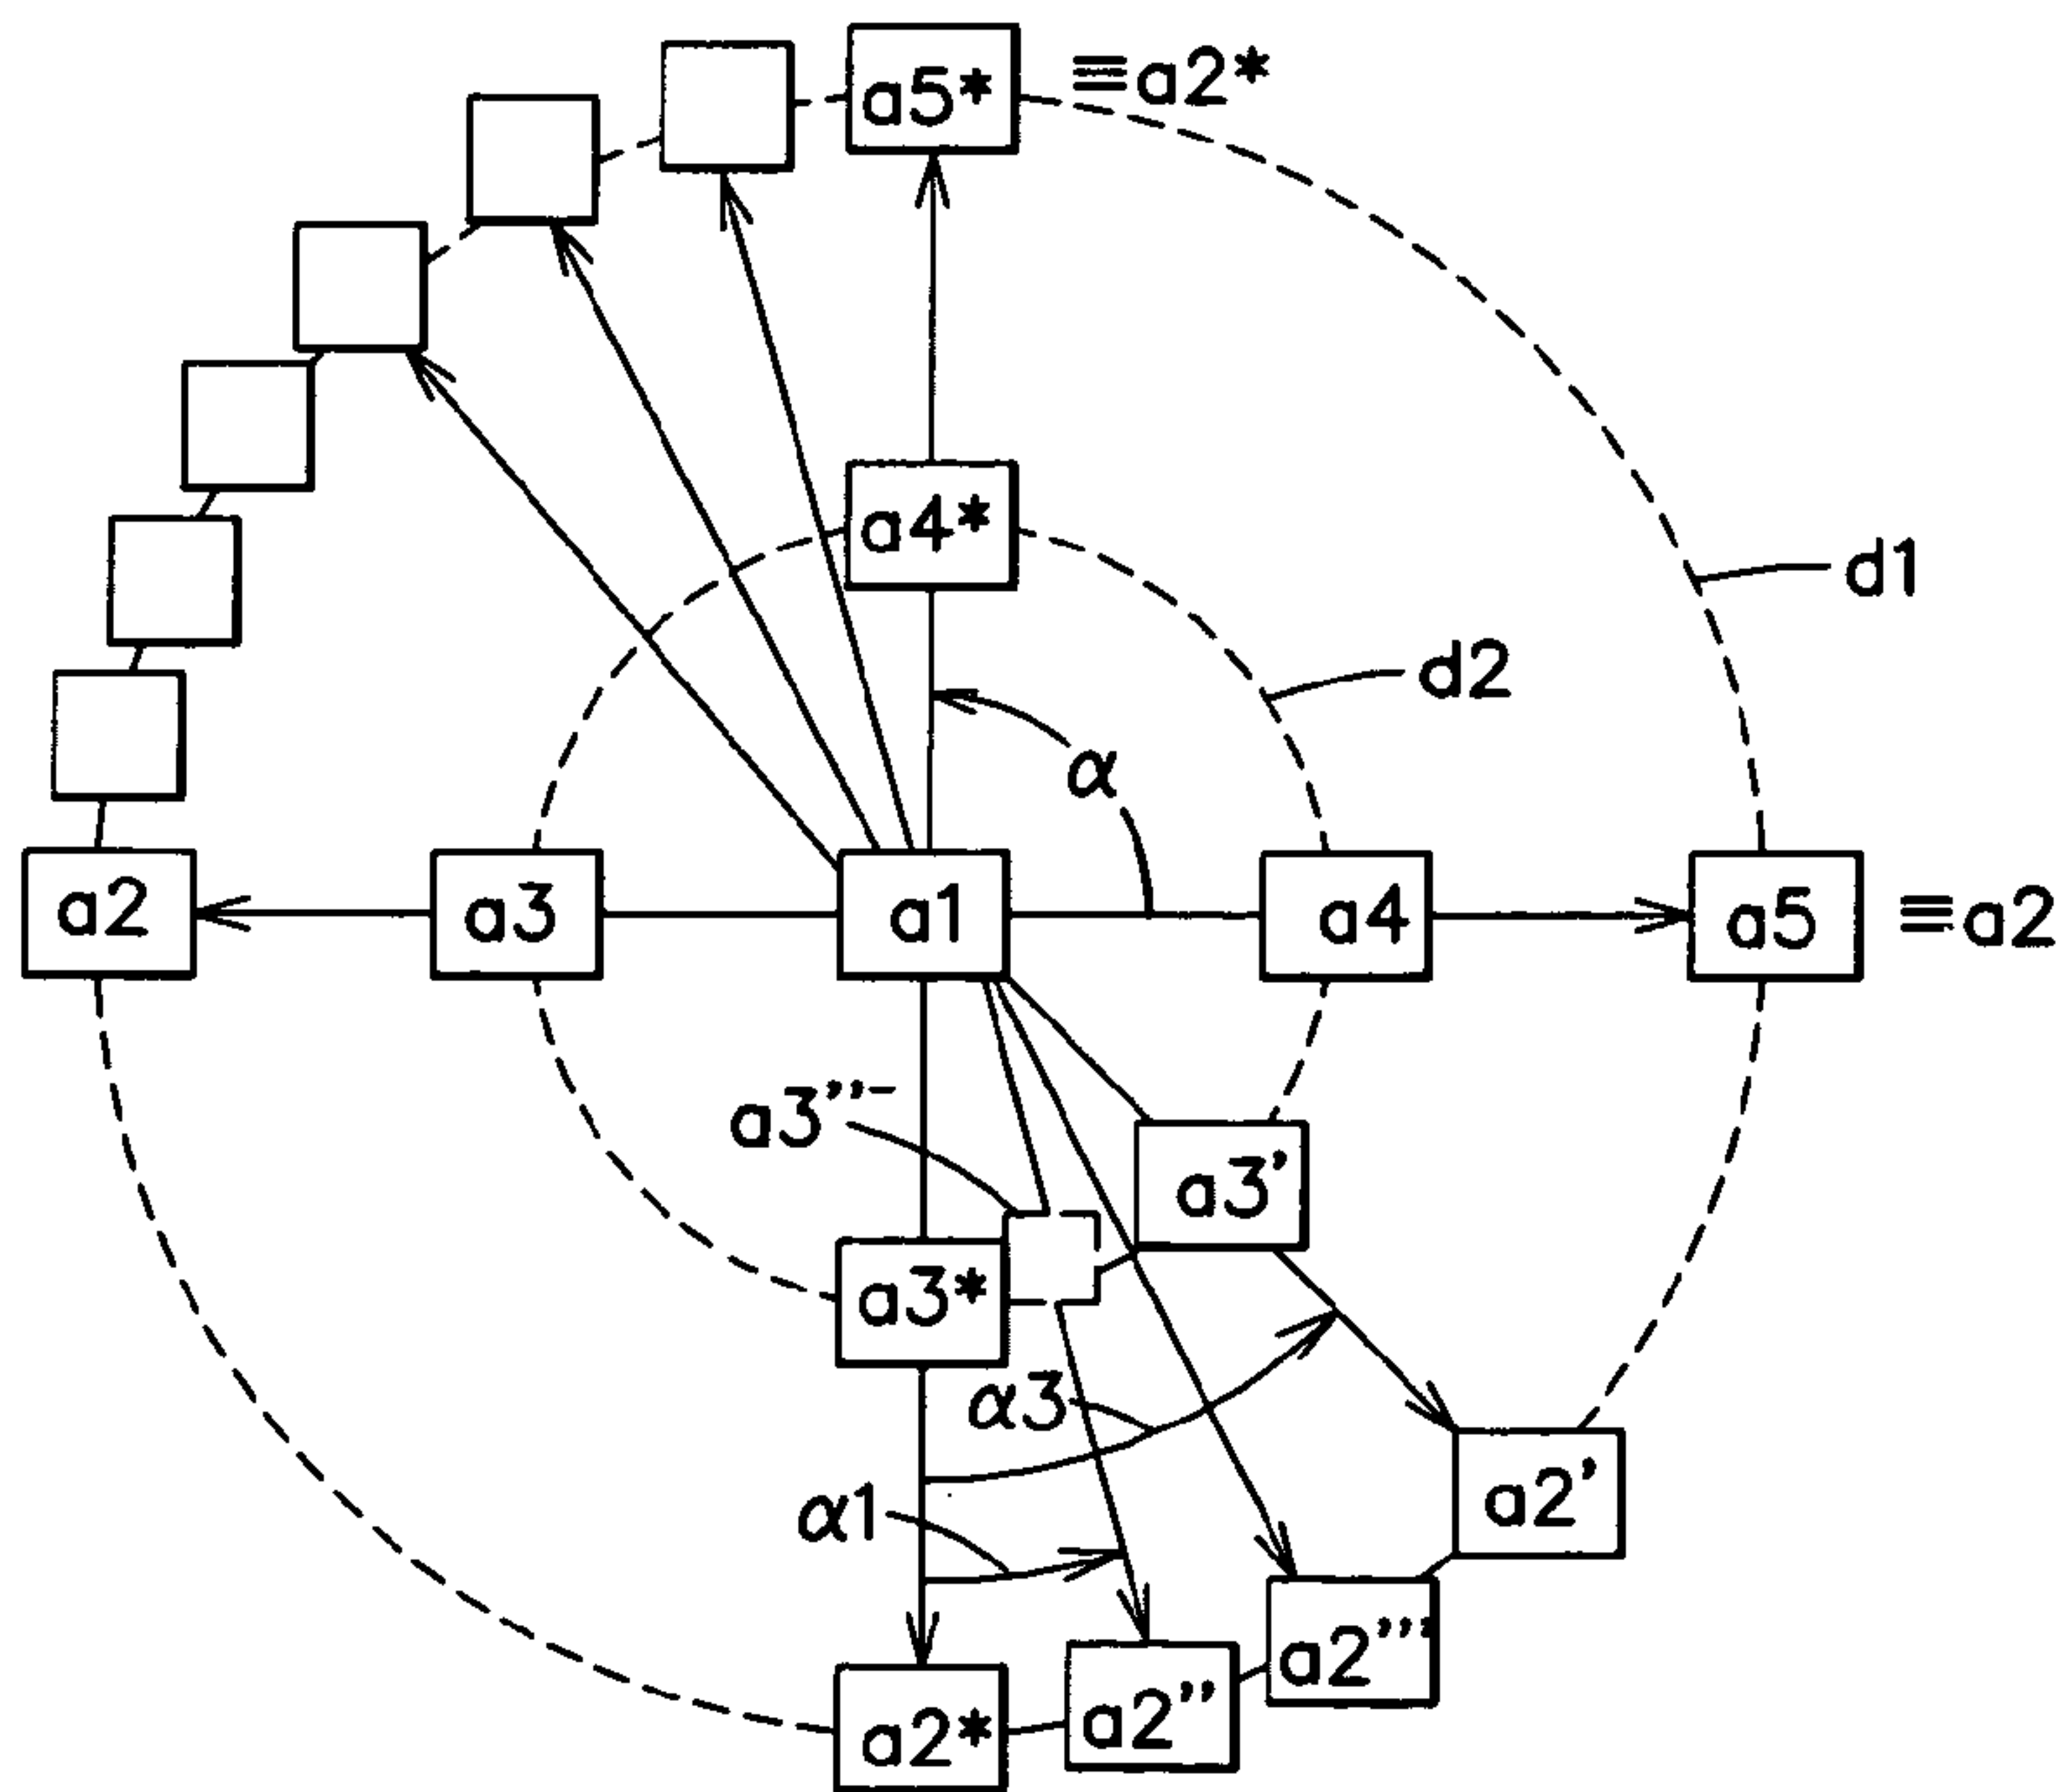 a5* ≡a2*
a4*
d1
d2
α
a2 a3 a1 a4 a5 ≡a2
a3''
a3'
a3*
α3
a2'
α1
a2'''
a2''
a2*